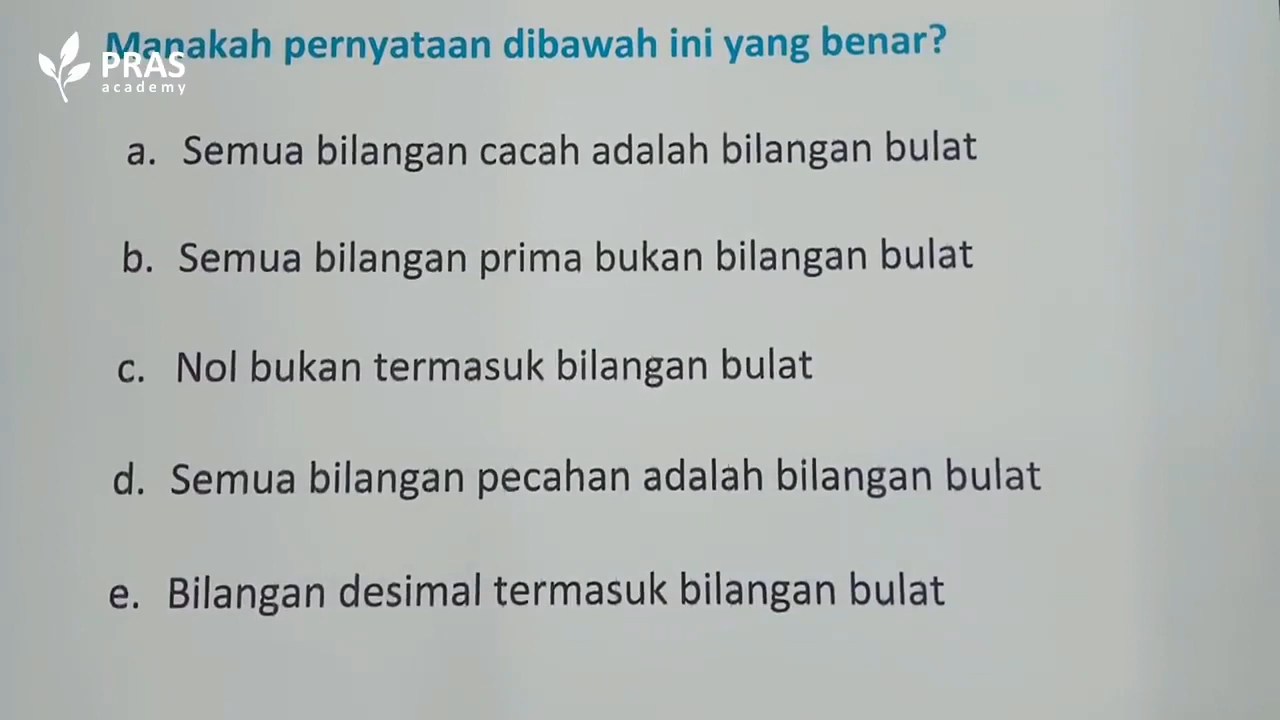 Manakah pernyataan dibawah ini yang benar?
PRAS
academy
a. Semua bilangan cacah adalah bilangan bulat
b. Semua bilangan prima bukan bilangan bulat
c. Nol bukan termasuk bilangan bulat
d. Semua bilangan pecahan adalah bilangan bulat
e. Bilangan desimal termasuk bilangan bulat